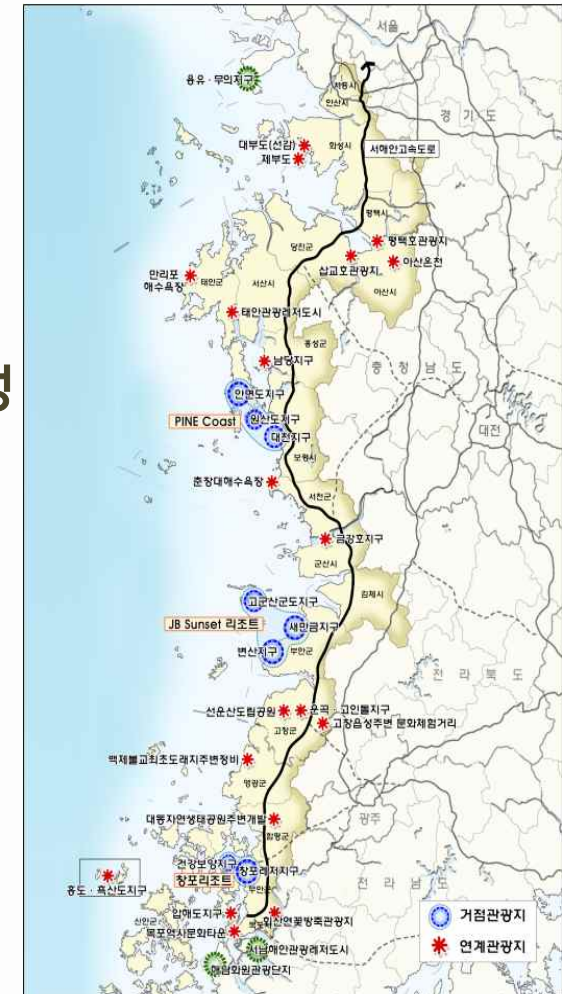 서울
용유 · 무의지구
시흥시
안산시
경 기 도
대부도(선감)
제부도
화성시
서해안고속도로
평택시
평택호관광지
당진군
삽교호관광지
아산온천
만리포
해수욕장
태안군
서산시
아산시
태안관광레저도시
홍성군
남당지구
충 청 남 도
안면도지구
PINE Coast
원산도지구
대천지구
대전
보령시
춘장대해수욕장
서천군
금강호지구
군산시
고군산군도지구
김제시
JB Sunset 리조트
새만금지구
변산지구
부안군
전 라 북 도
선운산도립공원
운곡 · 고인돌지구
고창읍성주변 문화체험거리
고창군
백제불교최초도래지주변정비
영광군
대동자연생태공원주변개발
함평군
광주
건강보양지구
창포레저지구
창포리조트
무안군
전 라 남 도
홍도 · 흑산도지구
신안군
압해도지구
회산연꽃방죽관광지
목포역사문화타운
서남해안관광레저도시
해남화원관광단지
거점관광지
연계관광지